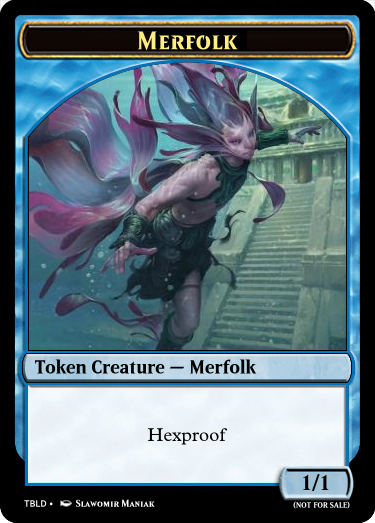 Merfolk
Token Creature — Merfolk
Hexproof
1/1
TBLD • Slawomir Maniak
(NOT FOR SALE)